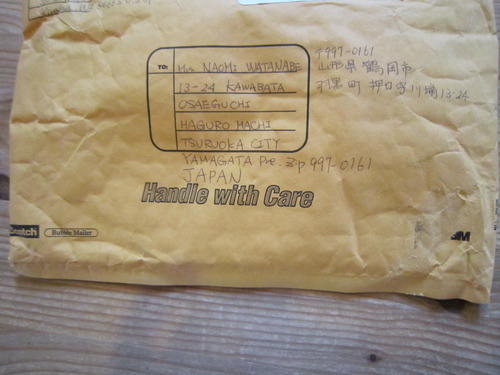 TO: Mrs NAOMI WATANABE
13-24 KAWABATA
OSAEGUCHI
HAGURO MACHI
TSURUOKA CITY
YAMAGATA Pre. Zip 997-0161
JAPAN
〒997-0161
山形県 鶴岡市
羽黒町 押口字川端13-24
Handle with Care
Scotch
Bubble Mailer
3M